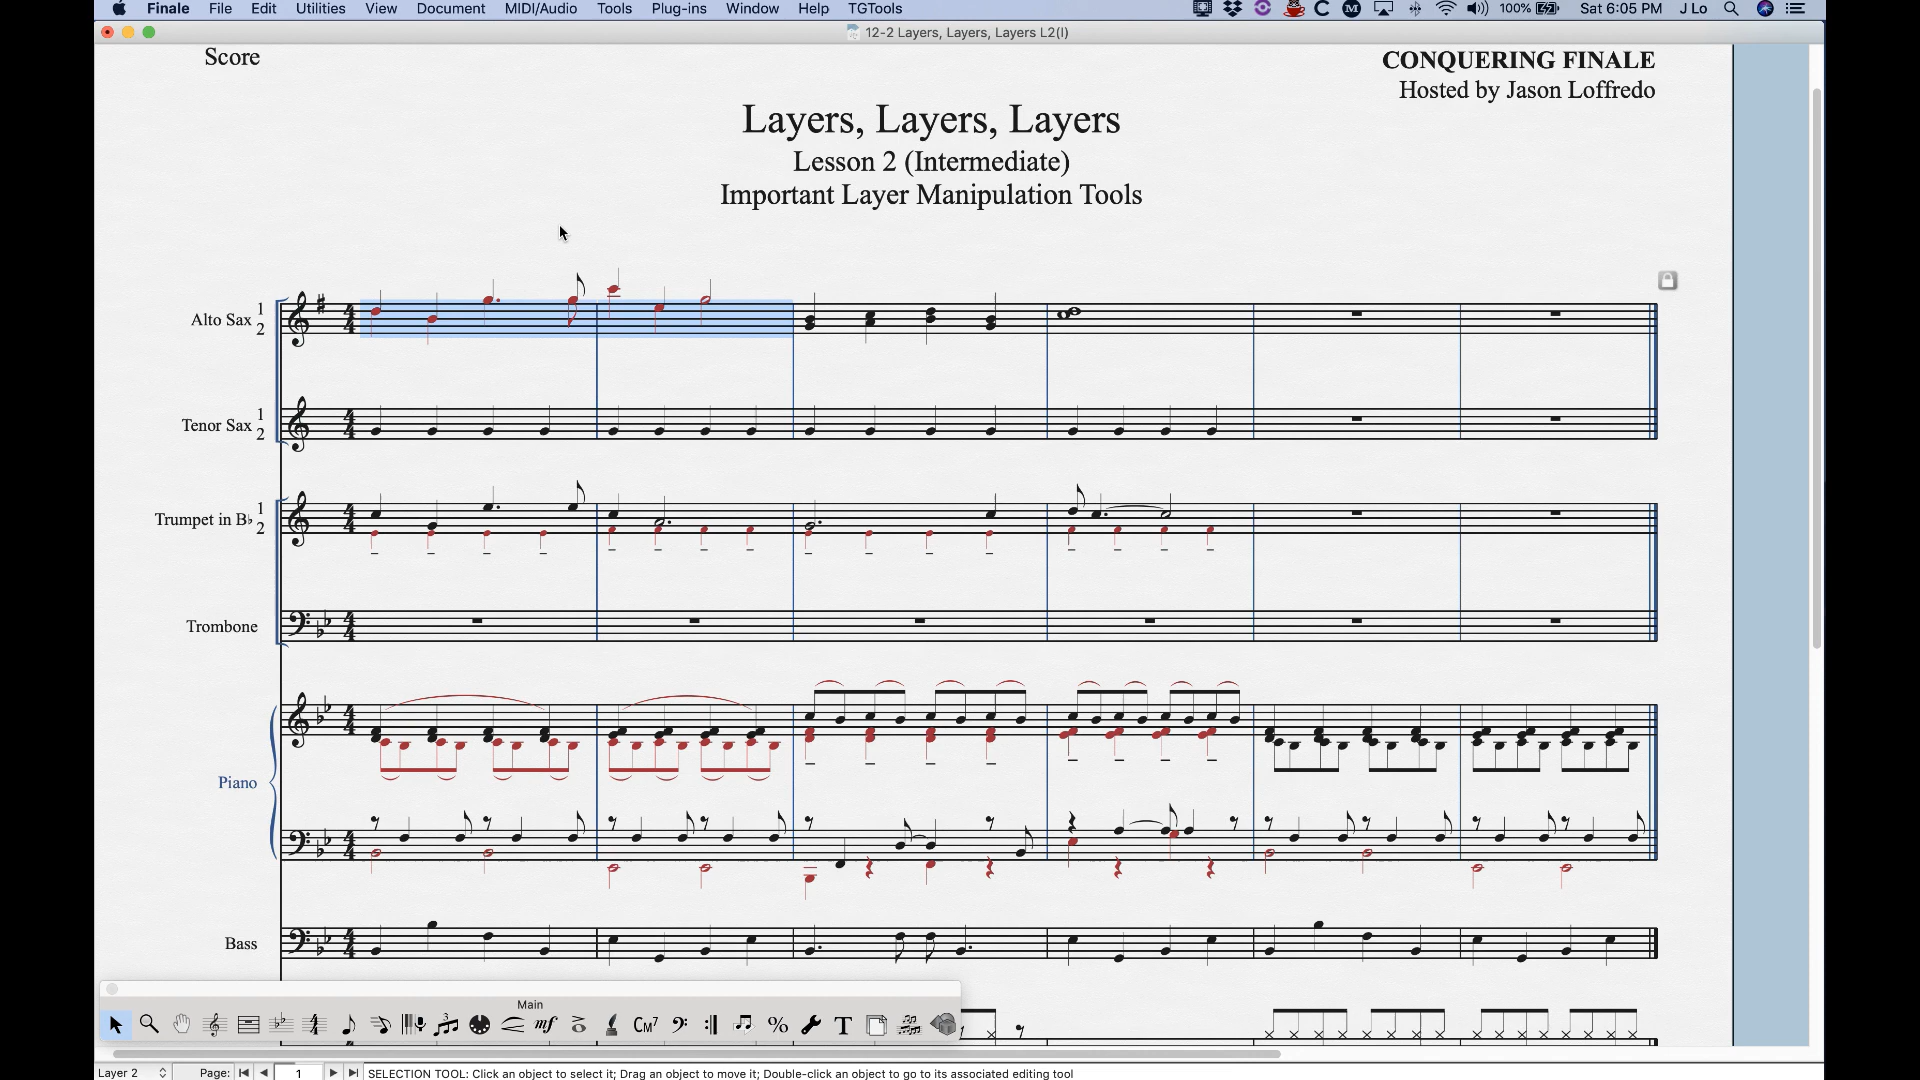 Finale File Edit Utilities View Document MIDI/Audio Tools Plug-ins Window Help TGTools 100% Sat 6:05 PM J Lo
12-2 Layers, Layers, Layers L2(I)
Score
CONQUERING FINALE
Hosted by Jason Loffredo
Layers, Layers, Layers
Lesson 2 (Intermediate)
Important Layer Manipulation Tools
Alto Sax 1
2
Tenor Sax 1
2
Trumpet in B♭ 1
2
Trombone
Piano
Bass
Main
CM7
Layer 2 Page: 1 SELECTION TOOL: Click an object to select it; Drag an object to move it; Double-click an object to go to its associated editing tool